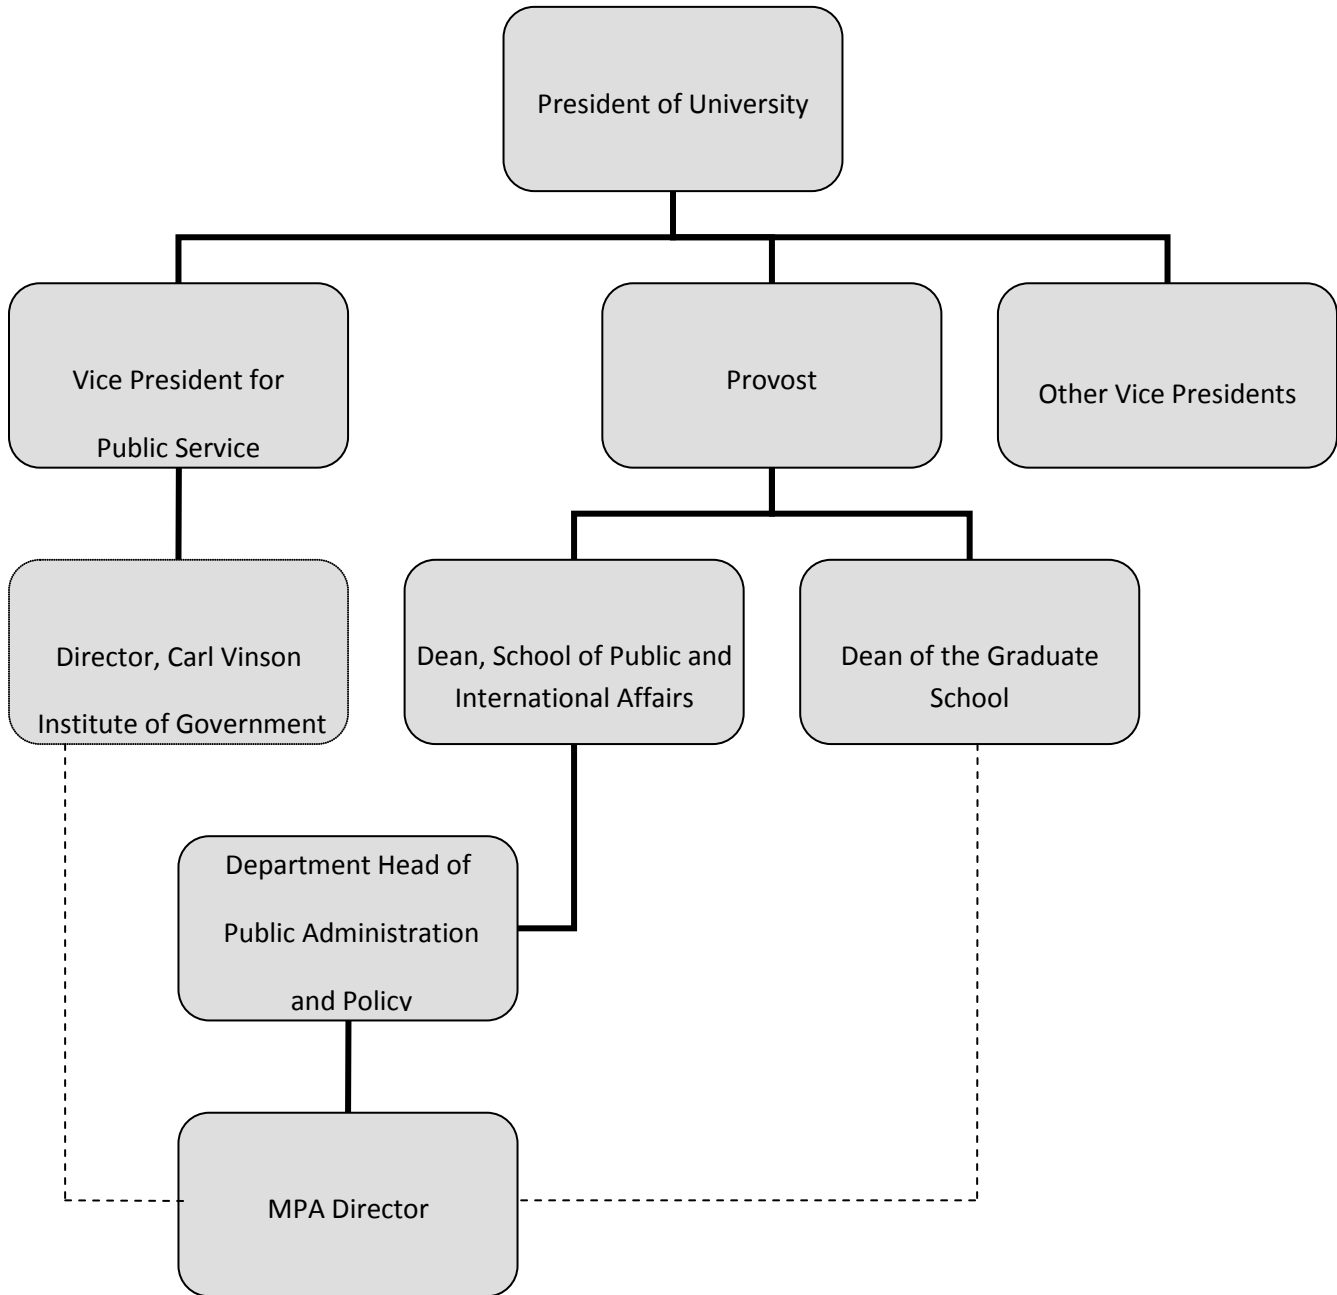 President of University
Vice President for
Public Service
Provost
Other Vice Presidents
Director, Carl Vinson
Institute of Government
Dean, School of Public and
International Affairs
Dean of the Graduate
School
Department Head of
Public Administration
and Policy
MPA Director